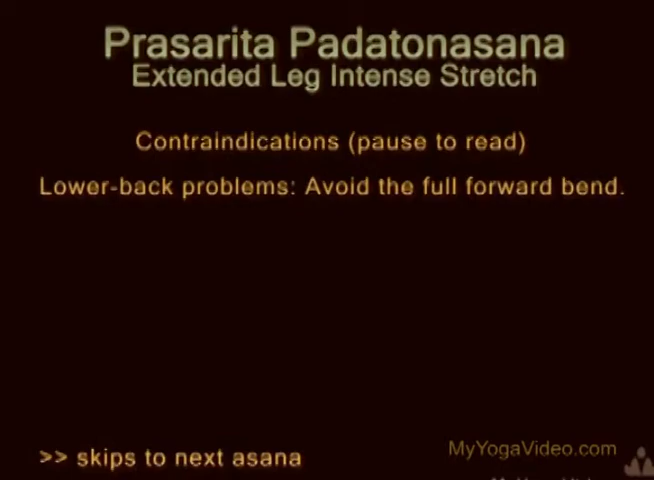 Prasarita Padatonasana
Extended Leg Intense Stretch
Contraindications (pause to read)
Lower-back problems: Avoid the full forward bend.
>> skips to next asana
MyYogaVideo.com